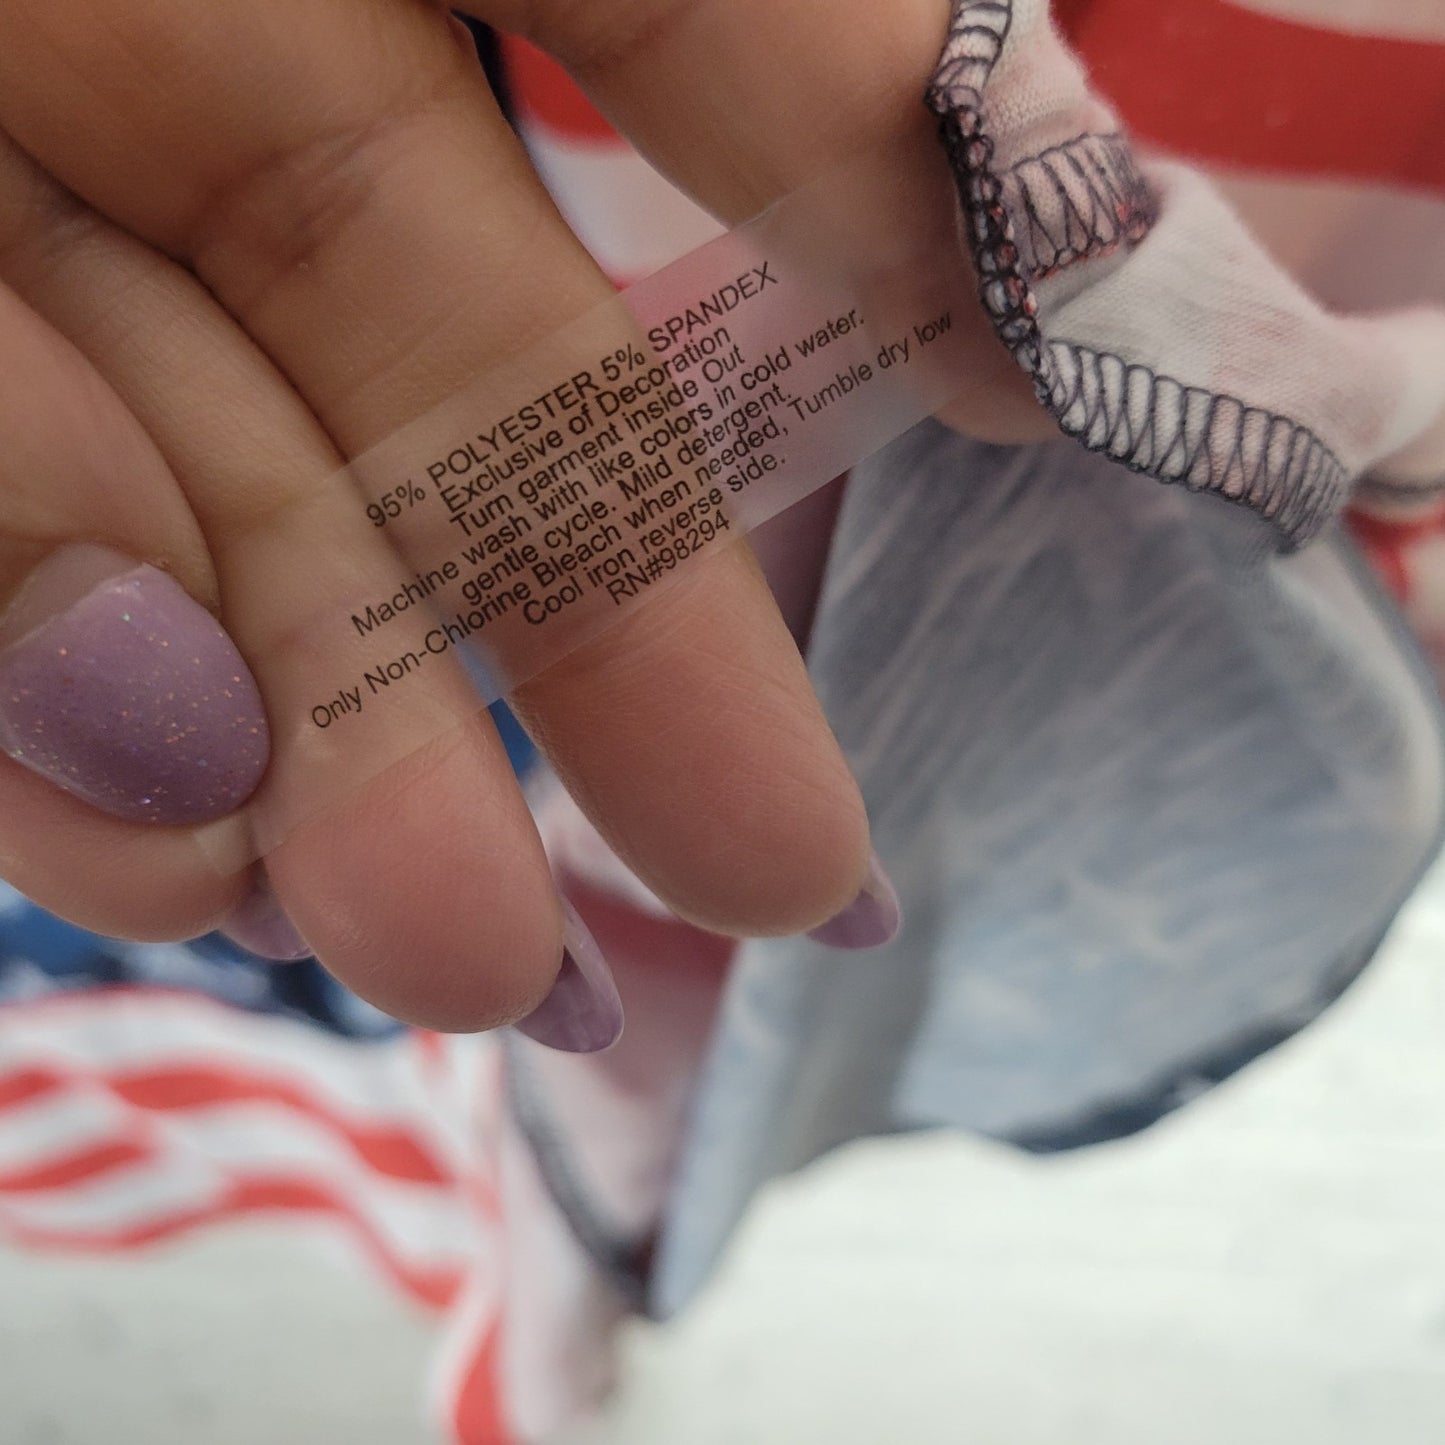 95% POLYESTER 5% SPANDEX
Exclusive of Decoration
Turn garment inside Out
Machine wash with like colors in cold water.
gentle cycle. Mild detergent.
Only Non-Chlorine Bleach when needed, Tumble dry low
Cool iron reverse side.
RN#98294